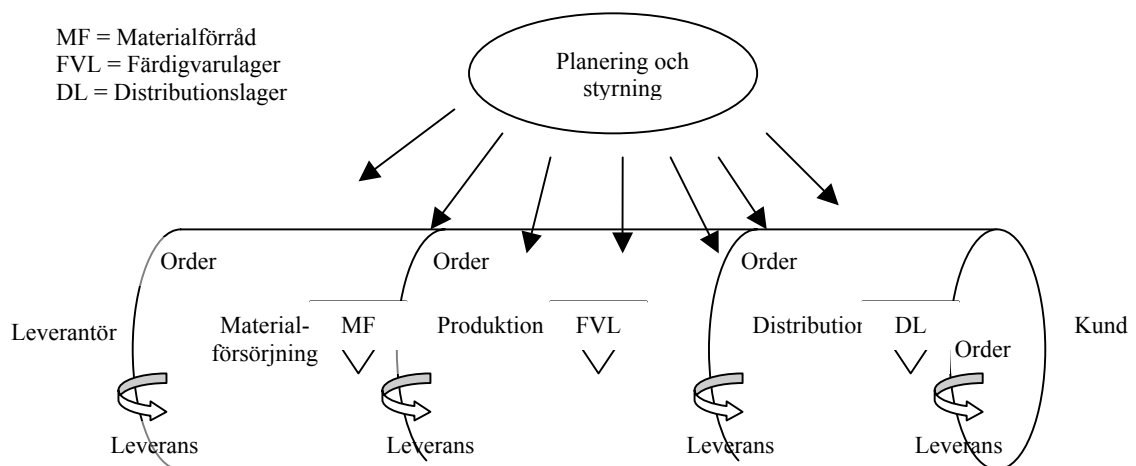 MF = Materialförråd
FVL = Färdigvarulager
DL = Distributionslager
Planering och
styrning
Order
Order
Order
Leverantör
Material-
försörjning
MF
Produktion
FVL
Distribution
DL
Order
Kund
Leverans
Leverans
Leverans
Leverans